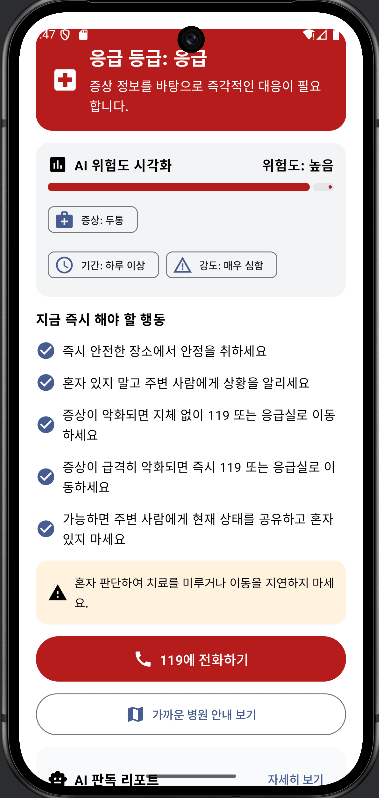 :47
응급 등급: 응급
증상 정보를 바탕으로 즉각적인 대응이 필요
합니다.
AI 위험도 시각화
위험도: 높음
증상: 두통
기간: 하루 이상
강도: 매우 심함
지금 즉시 해야 할 행동
즉시 안전한 장소에서 안정을 취하세요
혼자 있지 말고 주변 사람에게 상황을 알리세요
증상이 악화되면 지체 없이 119 또는 응급실로 이동
하세요
증상이 급격히 악화되면 즉시 119 또는 응급실로 이
동하세요
가능하면 주변 사람에게 현재 상태를 공유하고 혼자
있지 마세요
혼자 판단하여 치료를 미루거나 이동을 지연하지 마세
요.
119에 전화하기
가까운 병원 안내 보기
AI 판독 리포트
자세히 보기